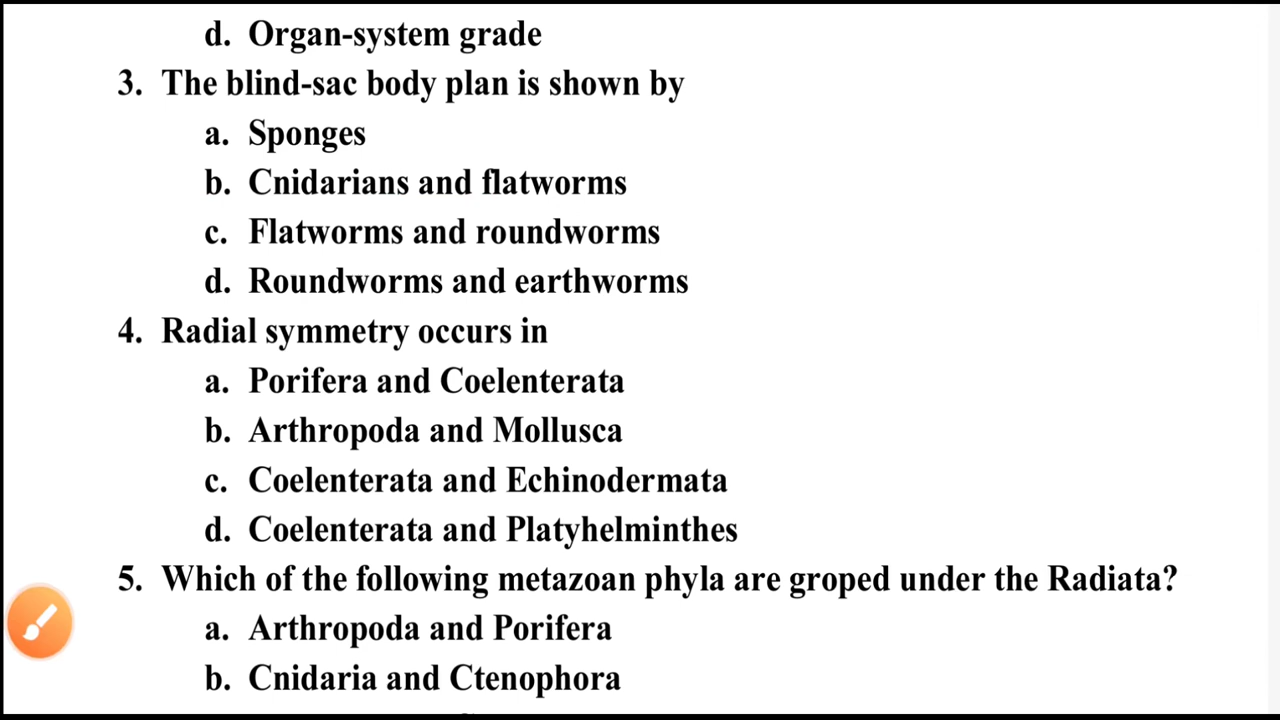 d. Organ-system grade
3. The blind-sac body plan is shown by
a. Sponges
b. Cnidarians and flatworms
c. Flatworms and roundworms
d. Roundworms and earthworms
4. Radial symmetry occurs in
a. Porifera and Coelenterata
b. Arthropoda and Mollusca
c. Coelenterata and Echinodermata
d. Coelenterata and Platyhelminthes
5. Which of the following metazoan phyla are groped under the Radiata?
a. Arthropoda and Porifera
b. Cnidaria and Ctenophora